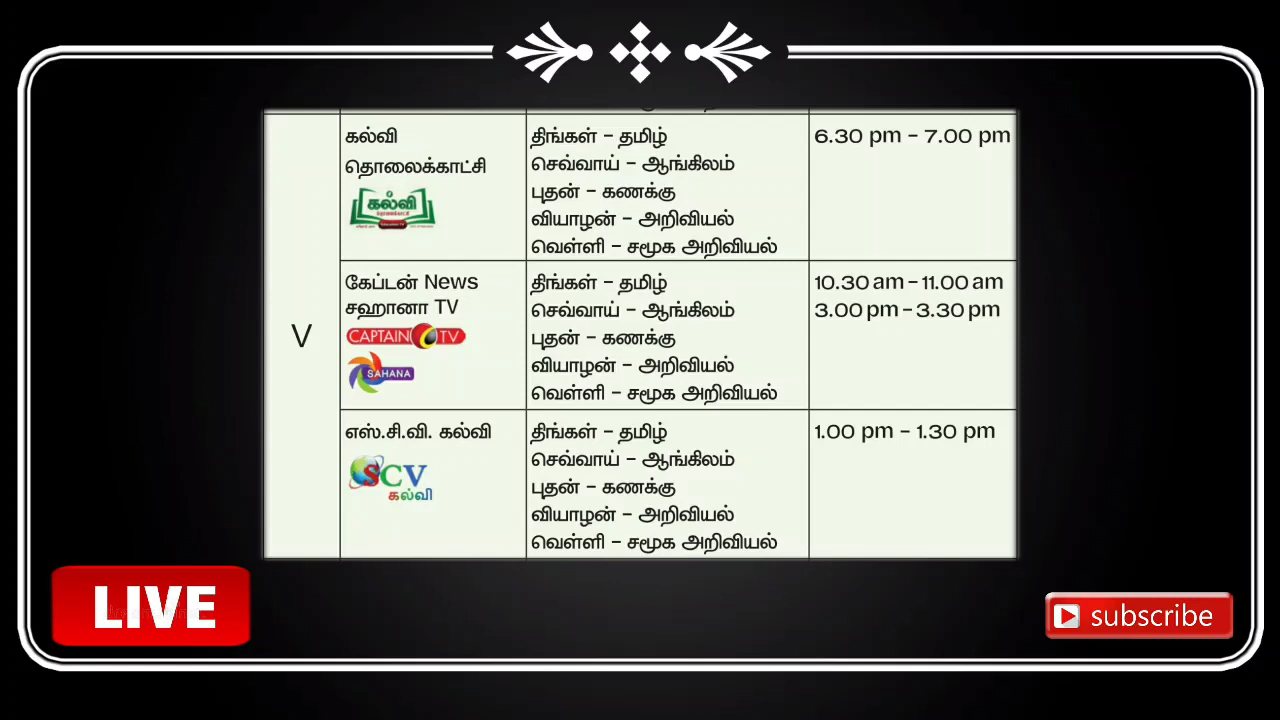 V
கல்வி
தொலைக்காட்சி
கல்வி
திங்கள் – தமிழ்
செவ்வாய் – ஆங்கிலம்
புதன் – கணக்கு
வியாழன் – அறிவியல்
வெள்ளி – சமூக அறிவியல்
6.30 pm – 7.00 pm
கேப்டன் News
சஹானா TV
CAPTAIN TV
SAHANA
திங்கள் – தமிழ்
செவ்வாய் – ஆங்கிலம்
புதன் – கணக்கு
வியாழன் – அறிவியல்
வெள்ளி – சமூக அறிவியல்
10.30 am – 11.00 am
3.00 pm – 3.30 pm
எஸ்.சி.வி. கல்வி
SCV
கல்வி
திங்கள் – தமிழ்
செவ்வாய் – ஆங்கிலம்
புதன் – கணக்கு
வியாழன் – அறிவியல்
வெள்ளி – சமூக அறிவியல்
1.00 pm – 1.30 pm
LIVE
subscribe